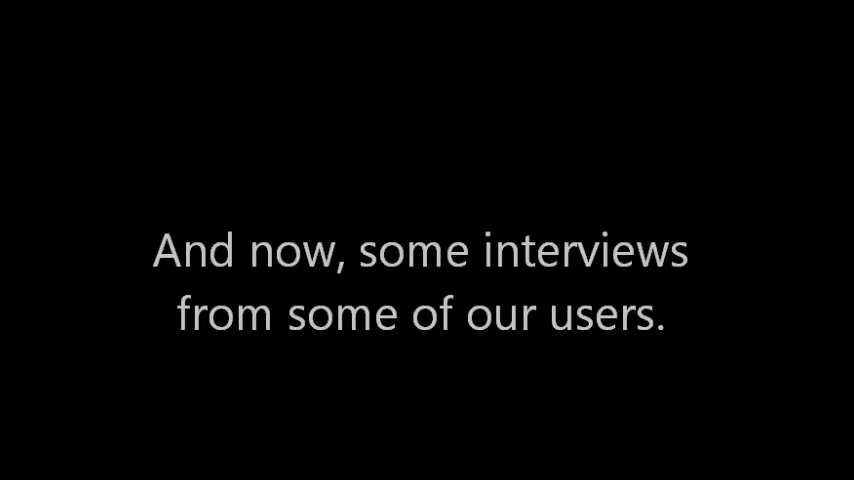 And now, some interviews
from some of our users.